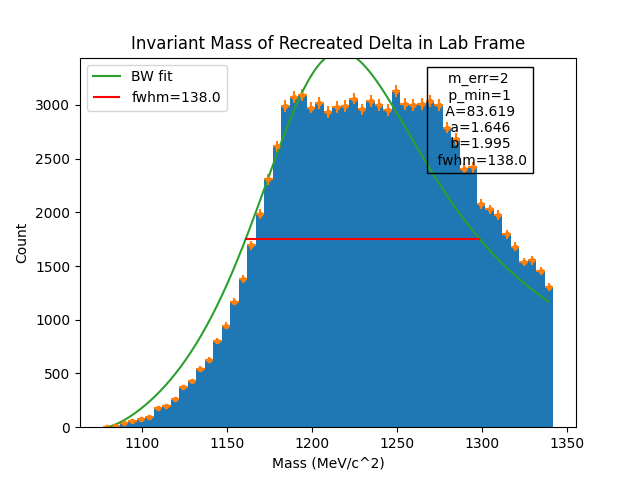 Invariant Mass of Recreated Delta in Lab Frame
BW fit
fwhm=138.0
m_err=2
p_min=1
A=83.619
a=1.646
b=1.995
fwhm=138.0
Count
3000
2500
2000
1500
1000
500
0
1100
1150
1200
1250
1300
1350
Mass (MeV/c^2)